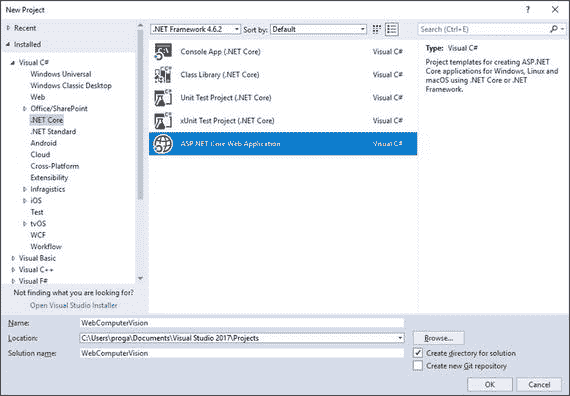 New Project
? ×
Recent
Installed
Visual C#
Windows Universal
Windows Classic Desktop
Web
Office/SharePoint
.NET Core
.NET Standard
Android
Cloud
Cross-Platform
Extensibility
Infragistics
iOS
Test
tvOS
WCF
Workflow
Visual Basic
Visual C++
Visual F#
Not finding what you are looking for?
Open Visual Studio Installer
.NET Framework 4.6.2 Sort by: Default
Console App (.NET Core) Visual C#
Class Library (.NET Core) Visual C#
Unit Test Project (.NET Core) Visual C#
xUnit Test Project (.NET Core) Visual C#
ASP.NET Core Web Application Visual C#
Search (Ctrl+E)
Type: Visual C#
Project templates for creating ASP.NET
Core applications for Windows, Linux and
macOS using .NET Core or .NET
Framework.
Name: WebComputerVision
Location: C:\Users\proga\Documents\Visual Studio 2017\Projects
Browse...
Solution name: WebComputerVision
Create directory for solution
Create new Git repository
OK Cancel